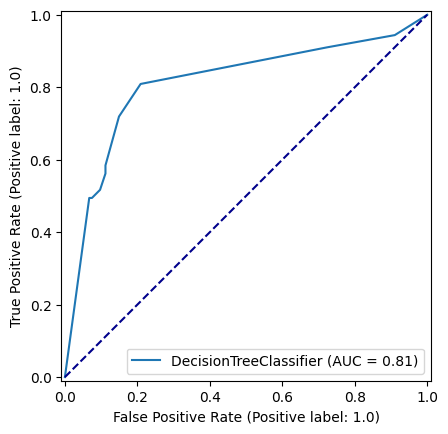 True Positive Rate (Positive label: 1.0)
1.0
0.8
0.6
0.4
0.2
0.0
DecisionTreeClassifier (AUC = 0.81)
0.0 0.2 0.4 0.6 0.8 1.0
False Positive Rate (Positive label: 1.0)